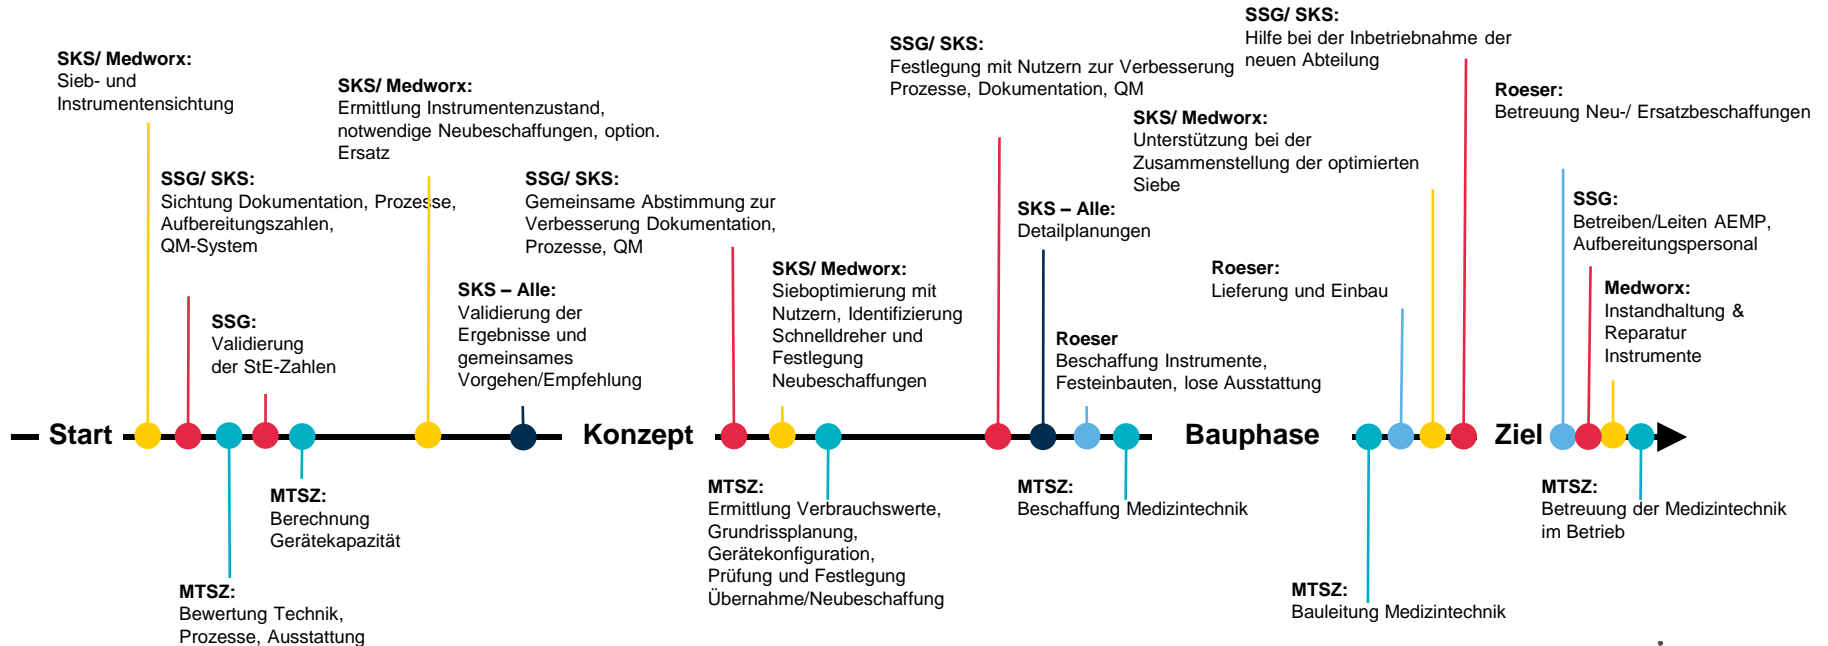 SKS/ Medworx:
Sieb- und
Instrumentensichtung
SSG/ SKS:
Sichtung Dokumentation, Prozesse,
Aufbereitungszahlen,
QM-System
SSG:
Validierung
der StE-Zahlen
SKS/ Medworx:
Ermittlung Instrumentenzustand,
notwendige Neubeschaffungen, option.
Ersatz
SKS – Alle:
Validierung der
Ergebnisse und
gemeinsames
Vorgehen/Empfehlung
SSG/ SKS:
Gemeinsame Abstimmung zur
Verbesserung Dokumentation,
Prozesse, QM
SKS/ Medworx:
Sieboptimierung mit
Nutzern, Identifizierung
Schnelldreher und
Festlegung
Neubeschaffungen
SSG/ SKS:
Festlegung mit Nutzern zur Verbesserung
Prozesse, Dokumentation, QM
SKS – Alle:
Detailplanungen
Roeser
Beschaffung Instrumente,
Festeinbauten, lose Ausstattung
SKS/ Medworx:
Unterstützung bei der
Zusammenstellung der optimierten
Siebe
Roeser:
Lieferung und Einbau
SSG/ SKS:
Hilfe bei der Inbetriebnahme der
neuen Abteilung
Roeser:
Betreuung Neu-/ Ersatzbeschaffungen
SSG:
Betreiben/Leiten AEMP,
Aufbereitungspersonal
Medworx:
Instandhaltung &
Reparatur
Instrumente
Start
Konzept
Bauphase
Ziel
MTSZ:
Bewertung Technik,
Prozesse, Ausstattung
MTSZ:
Berechnung
Gerätekapazität
MTSZ:
Ermittlung Verbrauchswerte,
Grundrissplanung,
Gerätekonfiguration,
Prüfung und Festlegung
Übernahme/Neubeschaffung
MTSZ:
Beschaffung Medizintechnik
MTSZ:
Bauleitung Medizintechnik
MTSZ:
Betreuung der Medizintechnik
im Betrieb